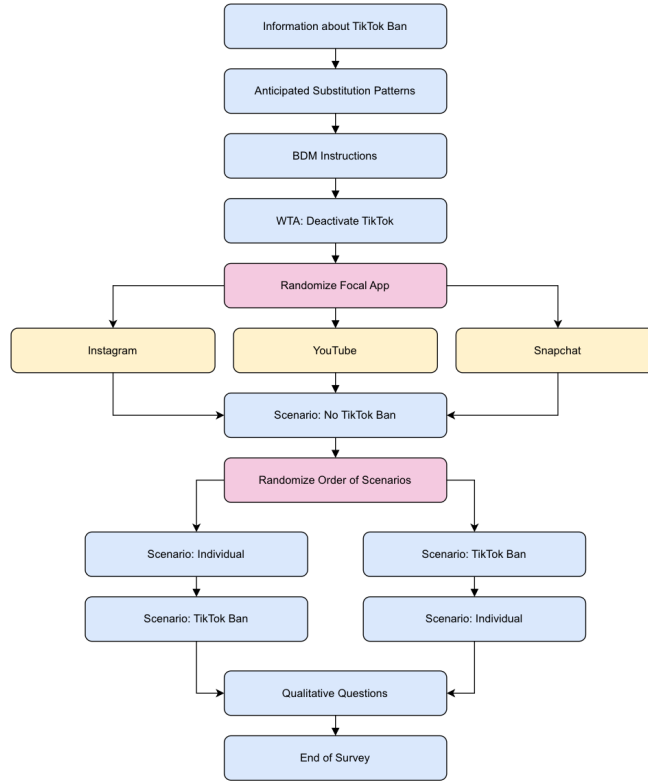 Information about TikTok Ban
Anticipated Substitution Patterns
BDM Instructions
WTA: Deactivate TikTok
Randomize Focal App
Instagram
YouTube
Snapchat
Scenario: No TikTok Ban
Randomize Order of Scenarios
Scenario: Individual
Scenario: TikTok Ban
Scenario: TikTok Ban
Scenario: Individual
Qualitative Questions
End of Survey